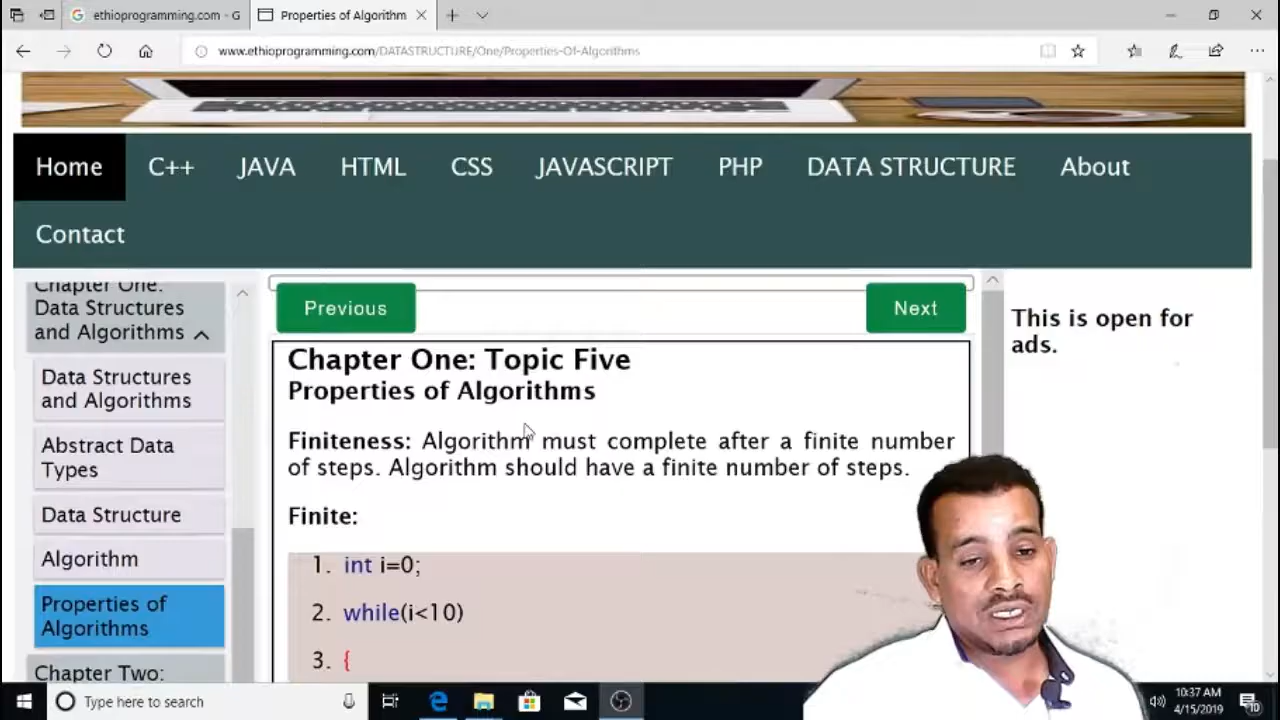 ethioprogramming.com - G
Properties of Algorithm
www.ethioprogramming.com/DATASTRUCTURE/One/Properties-Of-Algorithms
Home
C++
JAVA
HTML
CSS
JAVASCRIPT
PHP
DATA STRUCTURE
About
Contact
Chapter One:
Data Structures
and Algorithms
Data Structures
and Algorithms
Abstract Data
Types
Data Structure
Algorithm
Properties of
Algorithms
Chapter Two:
Previous
Next
Chapter One: Topic Five
Properties of Algorithms
Finiteness: Algorithm must complete after a finite number
of steps. Algorithm should have a finite number of steps.
Finite:
1. int i=0;
2. while(i<10)
3. {
This is open for
ads.
Type here to search
10:37 AM
4/15/2019
10